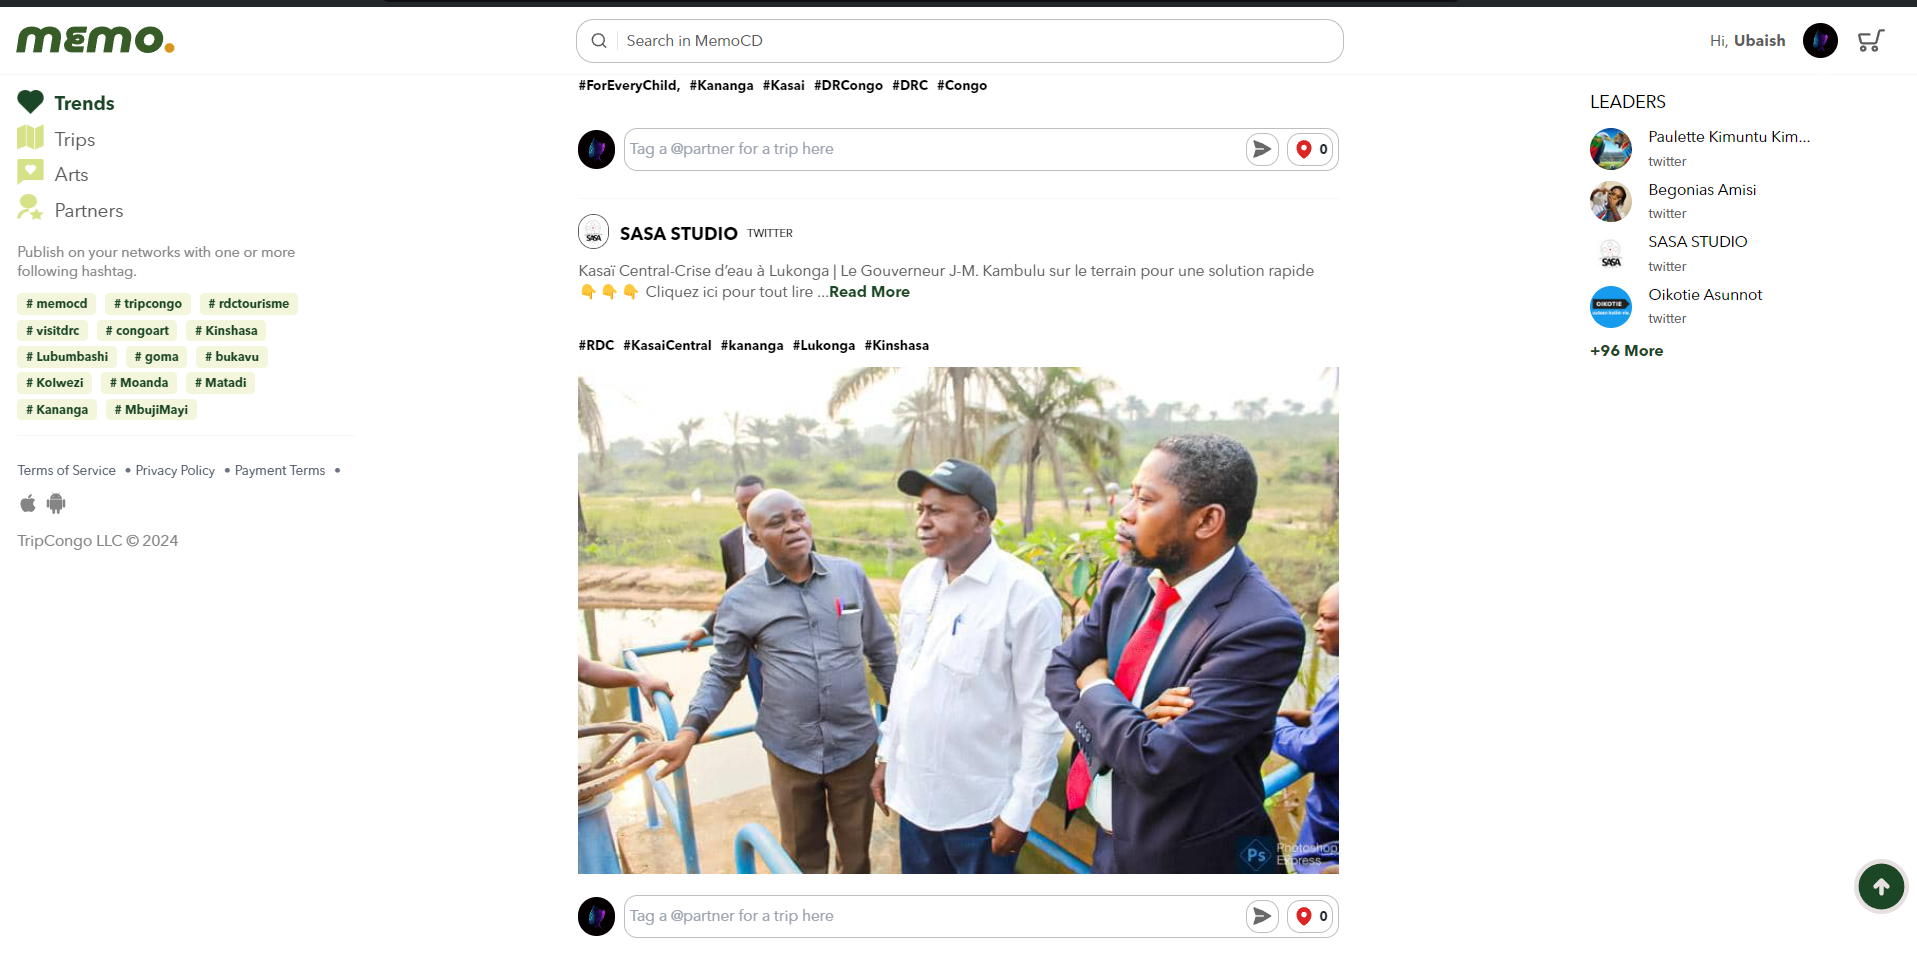 memo.
Search in MemoCD
Hi, Ubaish
Trends
Trips
Arts
Partners
Publish on your networks with one or more
following hashtag.
# memocd # tripcongo # rdctourisme
# visitdrc # congoart # Kinshasa
# Lubumbashi # goma # bukavu
# Kolwezi # Moanda # Matadi
# Kananga # MbujiMayi
Terms of Service • Privacy Policy • Payment Terms •
TripCongo LLC © 2024
#ForEveryChild, #Kananga #Kasai #DRCongo #DRC #Congo
Tag a @partner for a trip here
0
SASA STUDIO TWITTER
SASA
Kasaï Central-Crise d’eau à Lukonga | Le Gouverneur J-M. Kambulu sur le terrain pour une solution rapide
👇👇👇 Cliquez ici pour tout lire ...Read More
#RDC #KasaiCentral #kananga #Lukonga #Kinshasa
Ps Photoshop
Express
Tag a @partner for a trip here
0
LEADERS
Paulette Kimuntu Kim...
twitter
Begonias Amisi
twitter
SASA STUDIO
SASA
twitter
Oikotie Asunnot
OIKOTIE
twitter
+96 More